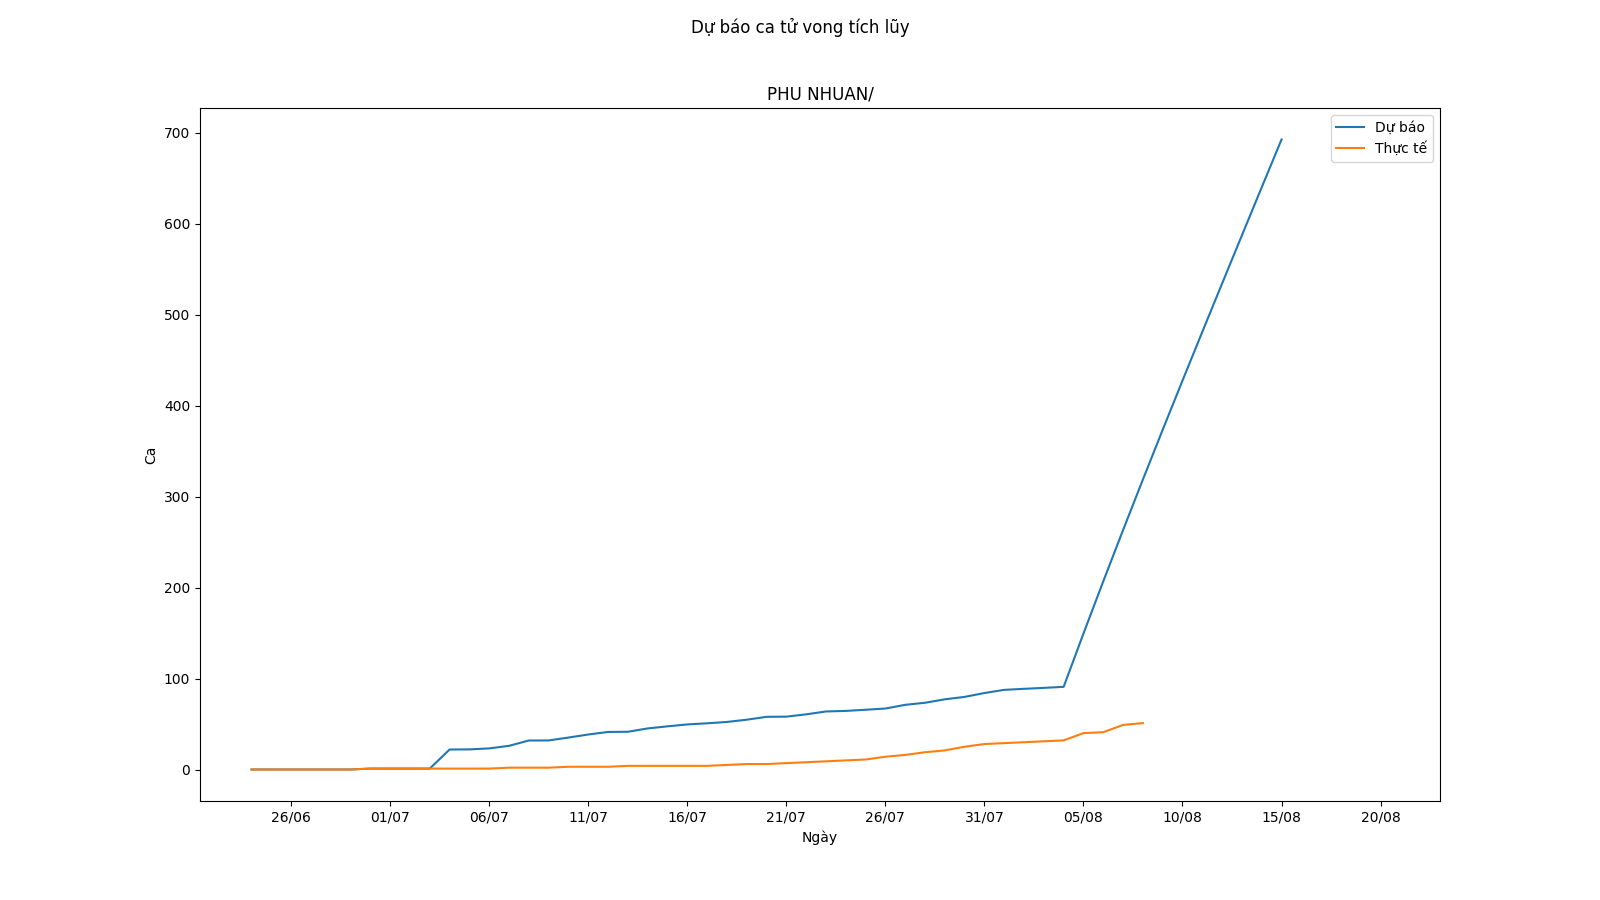 Dự báo ca tử vong tích lũy
PHU NHUAN/
Dự báo
Thực tế
700
600
500
400
300
200
100
0
Ca
26/06 01/07 06/07 11/07 16/07 21/07 26/07 31/07 05/08 10/08 15/08 20/08
Ngày